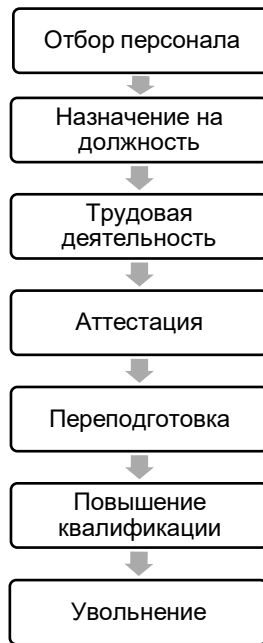 Отбор персонала
Назначение на
должность
Трудовая
деятельность
Аттестация
Переподготовка
Повышение
квалификации
Увольнение